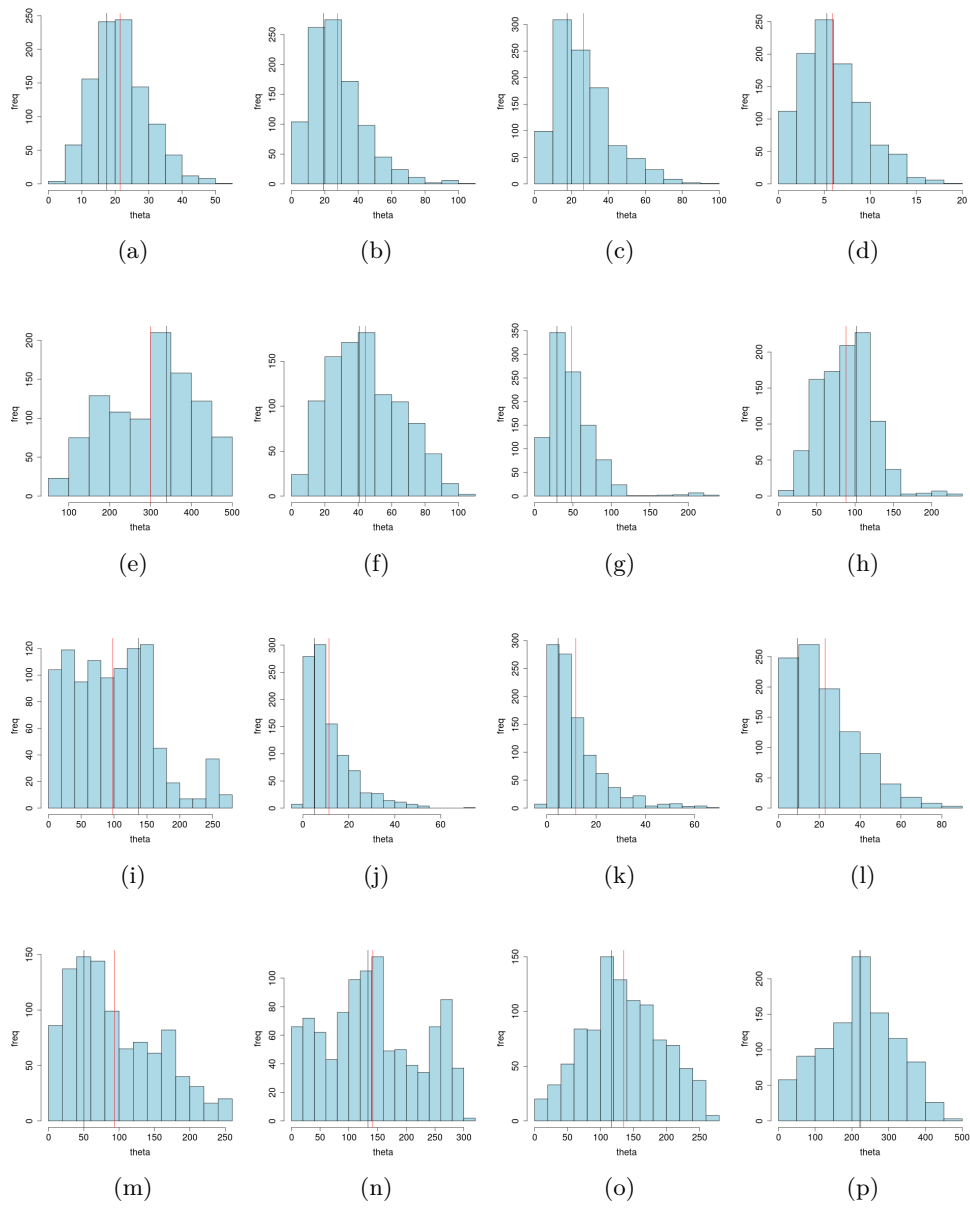 freq
0 50 100 150 200 250
0 10 20 30 40 50
theta
(a)
freq
0 50 100 150 200 250
0 20 40 60 80 100
theta
(b)
freq
0 50 100 150 200 250 300
0 20 40 60 80 100
theta
(c)
freq
0 50 100 150 200 250
0 5 10 15 20
theta
(d)
freq
0 50 100 150 200
100 200 300 400 500
theta
(e)
freq
0 50 100 150
0 20 40 60 80 100
theta
(f)
freq
0 50 100 150 200 250 300 350
0 50 100 150 200
theta
(g)
freq
0 50 100 150 200
0 50 100 150 200
theta
(h)
freq
0 20 40 60 80 100 120
0 50 100 150 200 250
theta
(i)
freq
0 50 100 150 200 250 300
0 20 40 60
theta
(j)
freq
0 50 100 150 200 250 300
0 20 40 60
theta
(k)
freq
0 50 100 150 200 250
0 20 40 60 80
theta
(l)
freq
0 50 100 150
0 50 100 150 200 250
theta
(m)
freq
0 20 40 60 80 100
0 50 100 150 200 250 300
theta
(n)
freq
0 50 100 150
0 50 100 150 200 250
theta
(o)
freq
0 50 100 150 200
0 100 200 300 400 500
theta
(p)